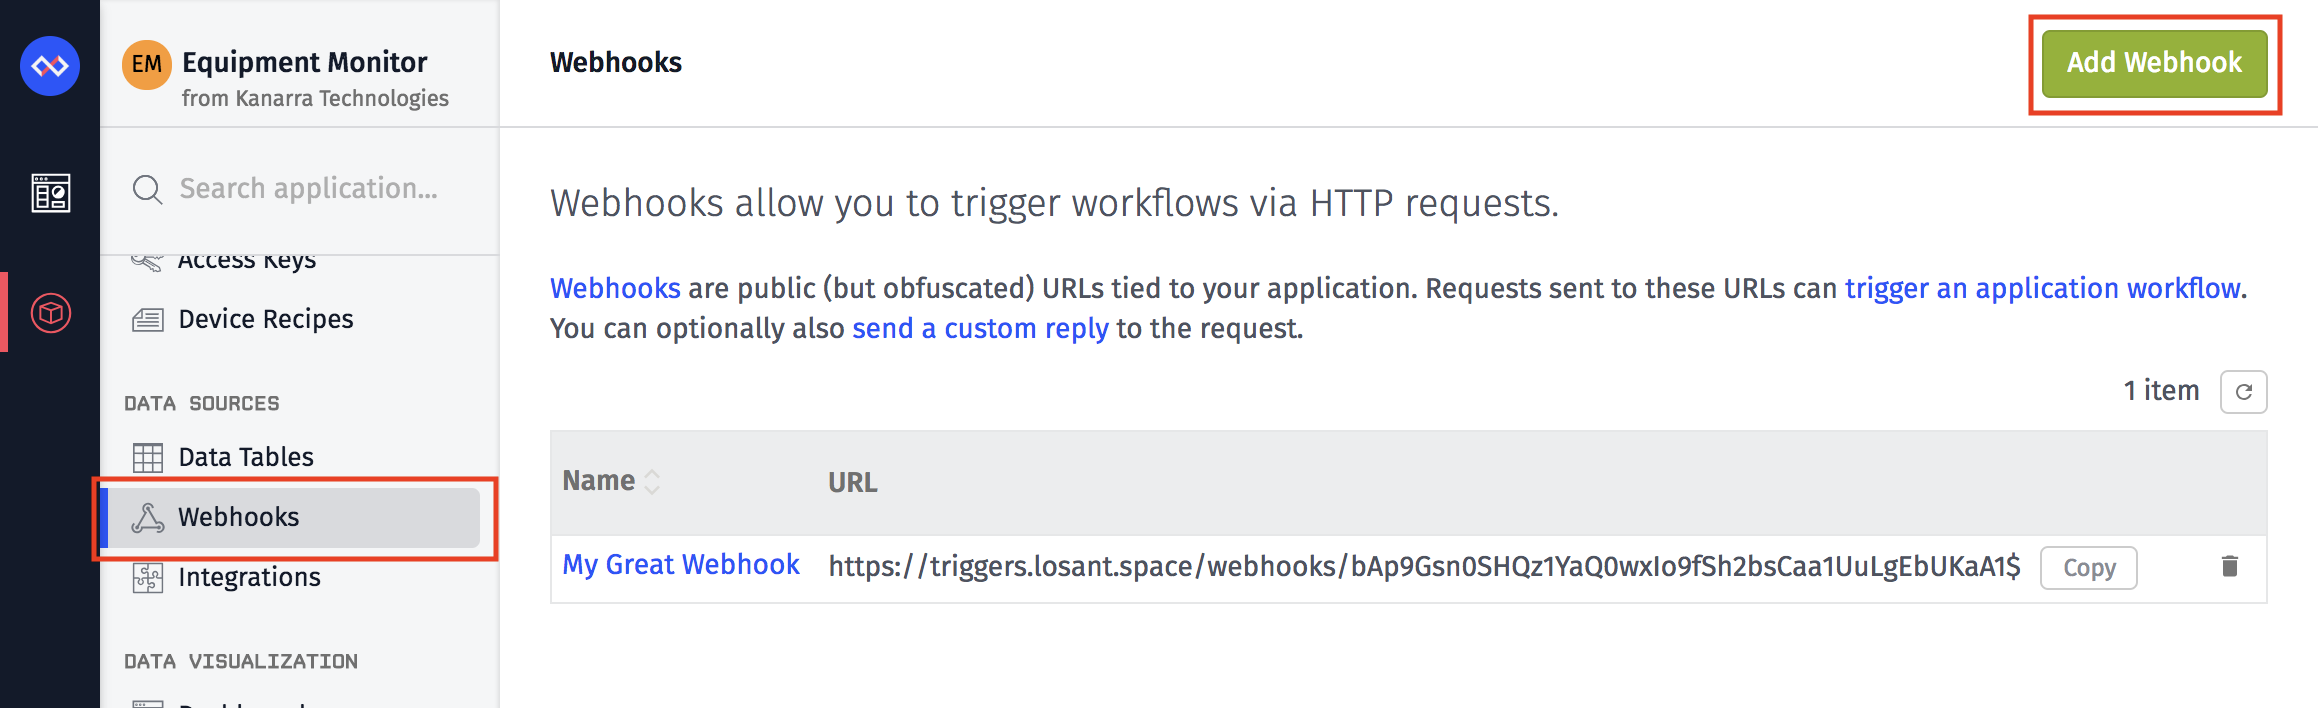 EM
Equipment Monitor
from Kanarra Technologies
Search application...
Access Keys
Device Recipes
DATA SOURCES
Data Tables
Webhooks
Integrations
DATA VISUALIZATION
Webhooks
Add Webhook
Webhooks allow you to trigger workflows via HTTP requests.
Webhooks are public (but obfuscated) URLs tied to your application. Requests sent to these URLs can trigger an application workflow.
You can optionally also send a custom reply to the request.
1 item
Name URL
My Great Webhook https://triggers.losant.space/webhooks/bAp9Gsn0SHQz1YaQ0wxIo9fSh2bsCaa1UuLgEbUKaA1$ Copy